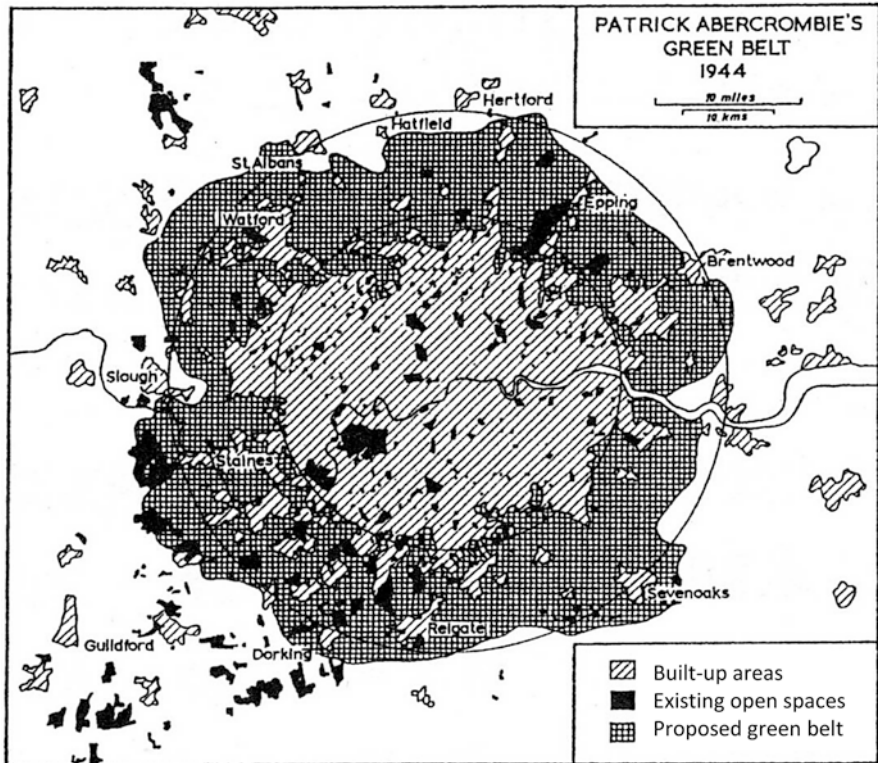 PATRICK ABERCROMBIE'S
GREEN BELT
1944
10 miles
10 kms
Hertford
Hatfield
St.Albans
Watford
Epping
Brentwood
Slough
Staines
Sevenoaks
Reigate
Guildford
Dorking
Built-up areas
Existing open spaces
Proposed green belt